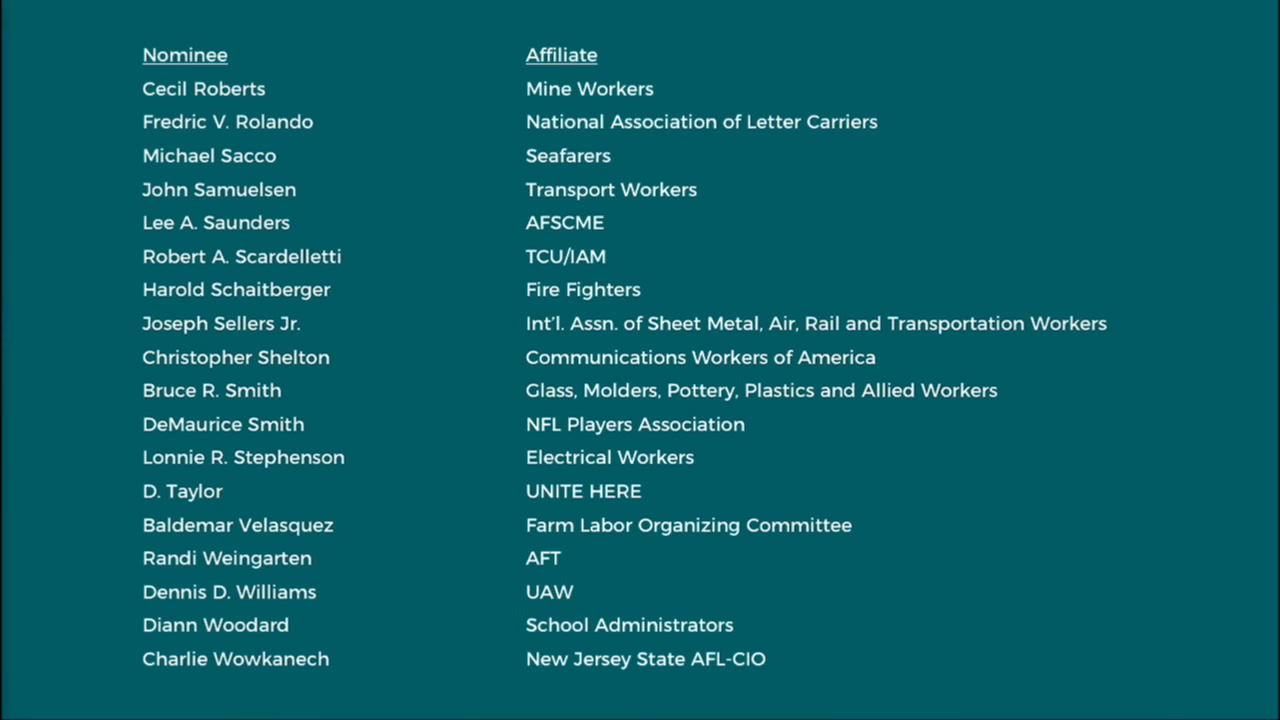 Nominee Affiliate
Cecil Roberts Mine Workers
Fredric V. Rolando National Association of Letter Carriers
Michael Sacco Seafarers
John Samuelsen Transport Workers
Lee A. Saunders AFSCME
Robert A. Scardelletti TCU/IAM
Harold Schaitberger Fire Fighters
Joseph Sellers Jr. Int’l. Assn. of Sheet Metal, Air, Rail and Transportation Workers
Christopher Shelton Communications Workers of America
Bruce R. Smith Glass, Molders, Pottery, Plastics and Allied Workers
DeMaurice Smith NFL Players Association
Lonnie R. Stephenson Electrical Workers
D. Taylor UNITE HERE
Baldemar Velasquez Farm Labor Organizing Committee
Randi Weingarten AFT
Dennis D. Williams UAW
Diann Woodard School Administrators
Charlie Wowkanech New Jersey State AFL-CIO